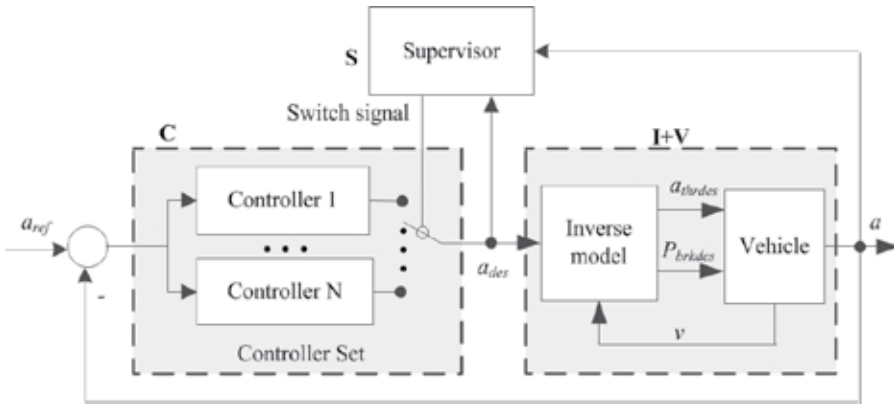 S
Supervisor
Switch signal
C
I+V
Controller 1
a_thrdes
a_ref
Inverse
model
Vehicle
a
P_brkdes
a_des
Controller N
-
v
Controller Set